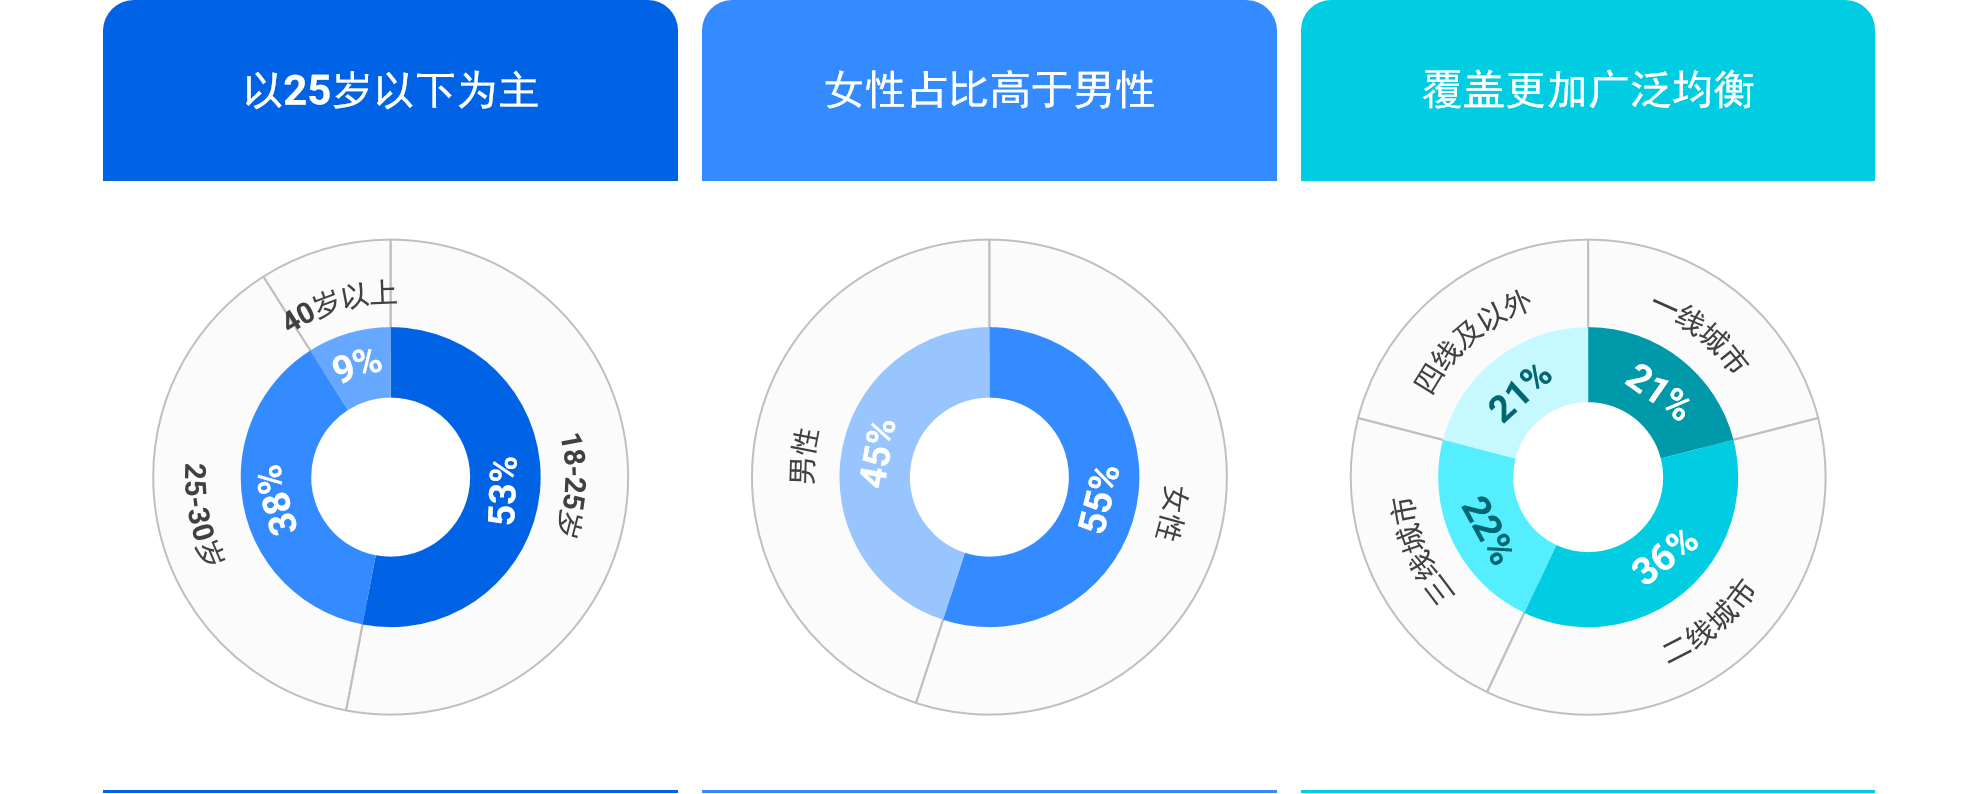 以25岁以下为主
女性占比高于男性
覆盖更加广泛均衡
40岁以上
9%
18-25岁
53%
25-30岁
38%
男性
45%
女性
55%
四线及以外
21%
一线城市
21%
三线城市
22%
二线城市
36%